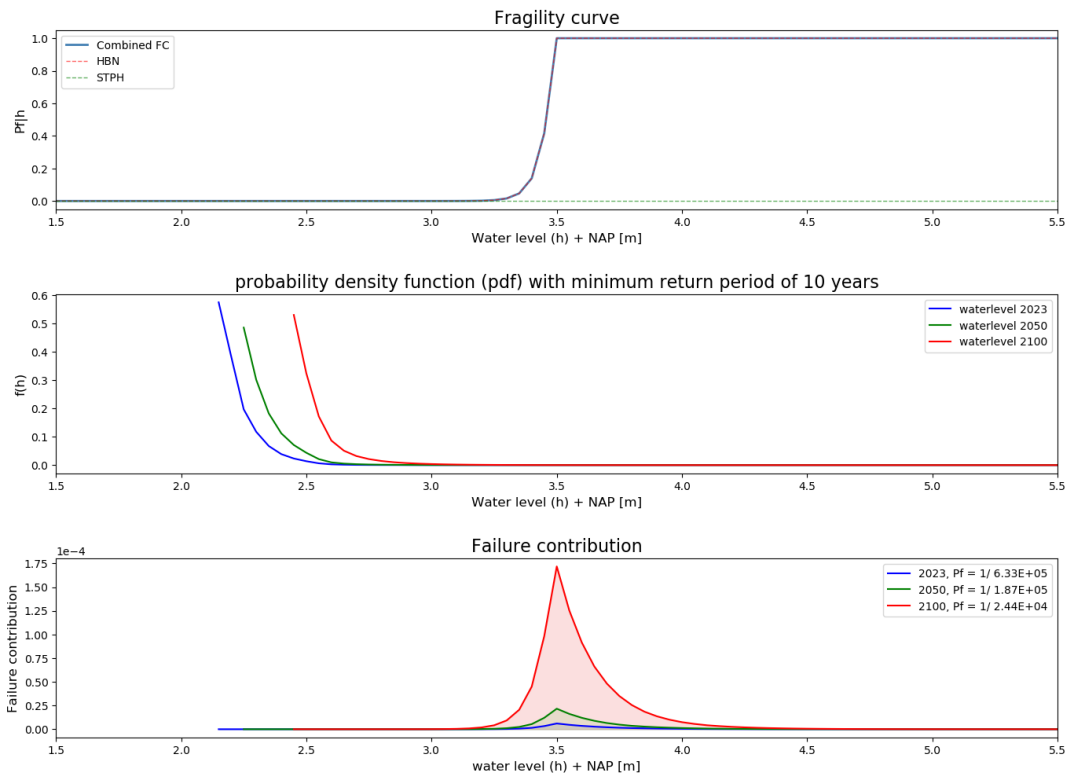 Fragility curve
1.0
0.8
0.6
0.4
0.2
0.0
Pf|h
Combined FC
HBN
STPH
1.5 2.0 2.5 3.0 3.5 4.0 4.5 5.0 5.5
Water level (h) + NAP [m]
probability density function (pdf) with minimum return period of 10 years
0.6
0.5
0.4
0.3
0.2
0.1
0.0
f(h)
waterlevel 2023
waterlevel 2050
waterlevel 2100
1.5 2.0 2.5 3.0 3.5 4.0 4.5 5.0 5.5
Water level (h) + NAP [m]
Failure contribution
1e−4
1.75
1.50
1.25
1.00
0.75
0.50
0.25
0.00
Failure contribution
2023, Pf = 1/ 6.33E+05
2050, Pf = 1/ 1.87E+05
2100, Pf = 1/ 2.44E+04
1.5 2.0 2.5 3.0 3.5 4.0 4.5 5.0 5.5
water level (h) + NAP [m]